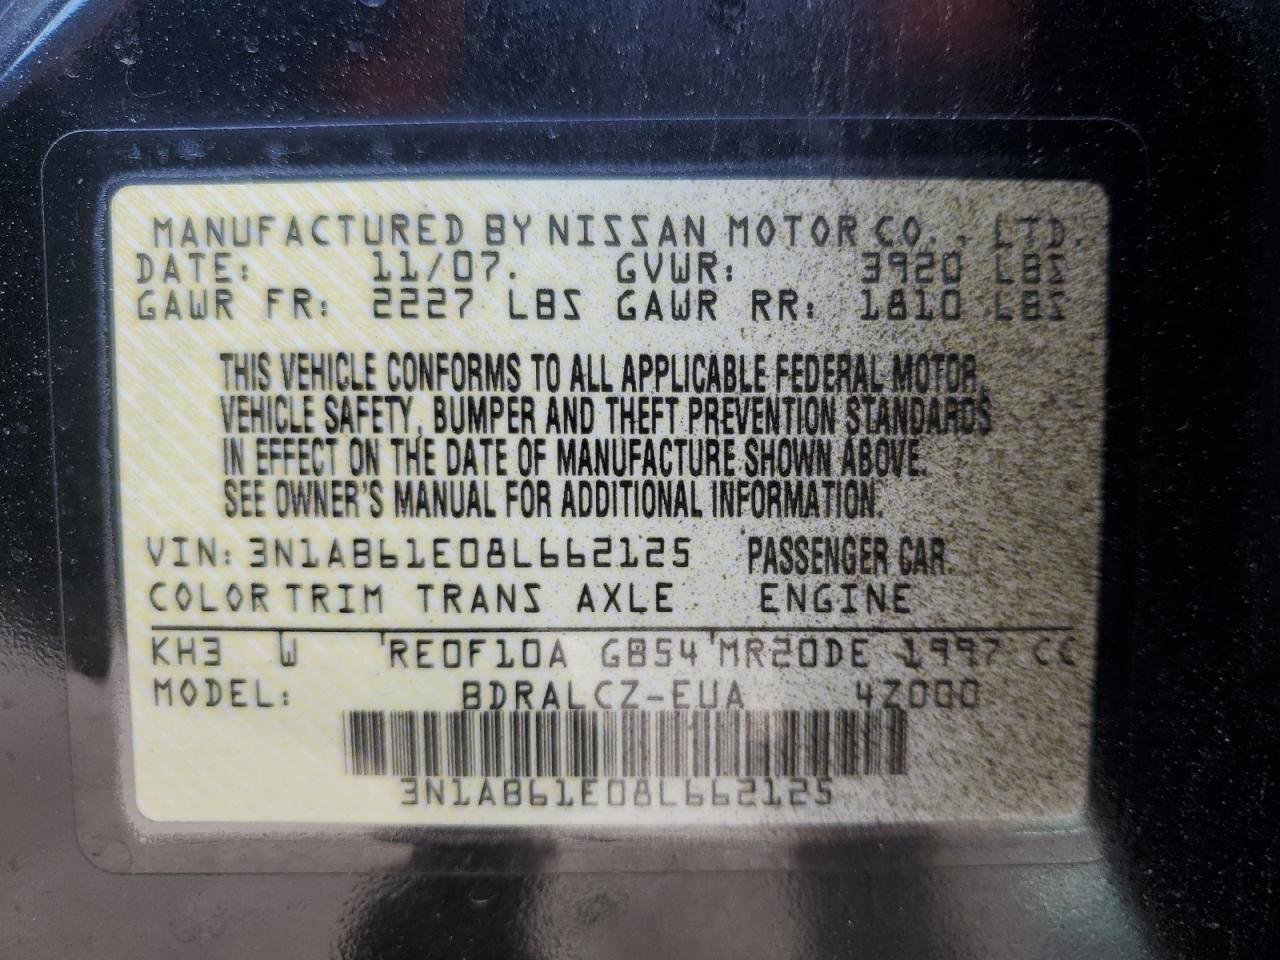 MANUFACTURED BY NISSAN MOTOR CO., LTD.
DATE: 11/07. GVWR: 3920 LBS
GAWR FR: 2227 LBS GAWR RR: 1810 LBS
THIS VEHICLE CONFORMS TO ALL APPLICABLE FEDERAL MOTOR
VEHICLE SAFETY, BUMPER AND THEFT PREVENTION STANDARDS
IN EFFECT ON THE DATE OF MANUFACTURE SHOWN ABOVE.
SEE OWNER'S MANUAL FOR ADDITIONAL INFORMATION.
VIN: 3N1AB61E08L662125 PASSENGER CAR
COLOR TRIM TRANS AXLE ENGINE
KH3 W RE0F10A GB54 MR20DE 1997 CC
MODEL: BDRALCZ-EUA 4Z000
3N1AB61E08L662125